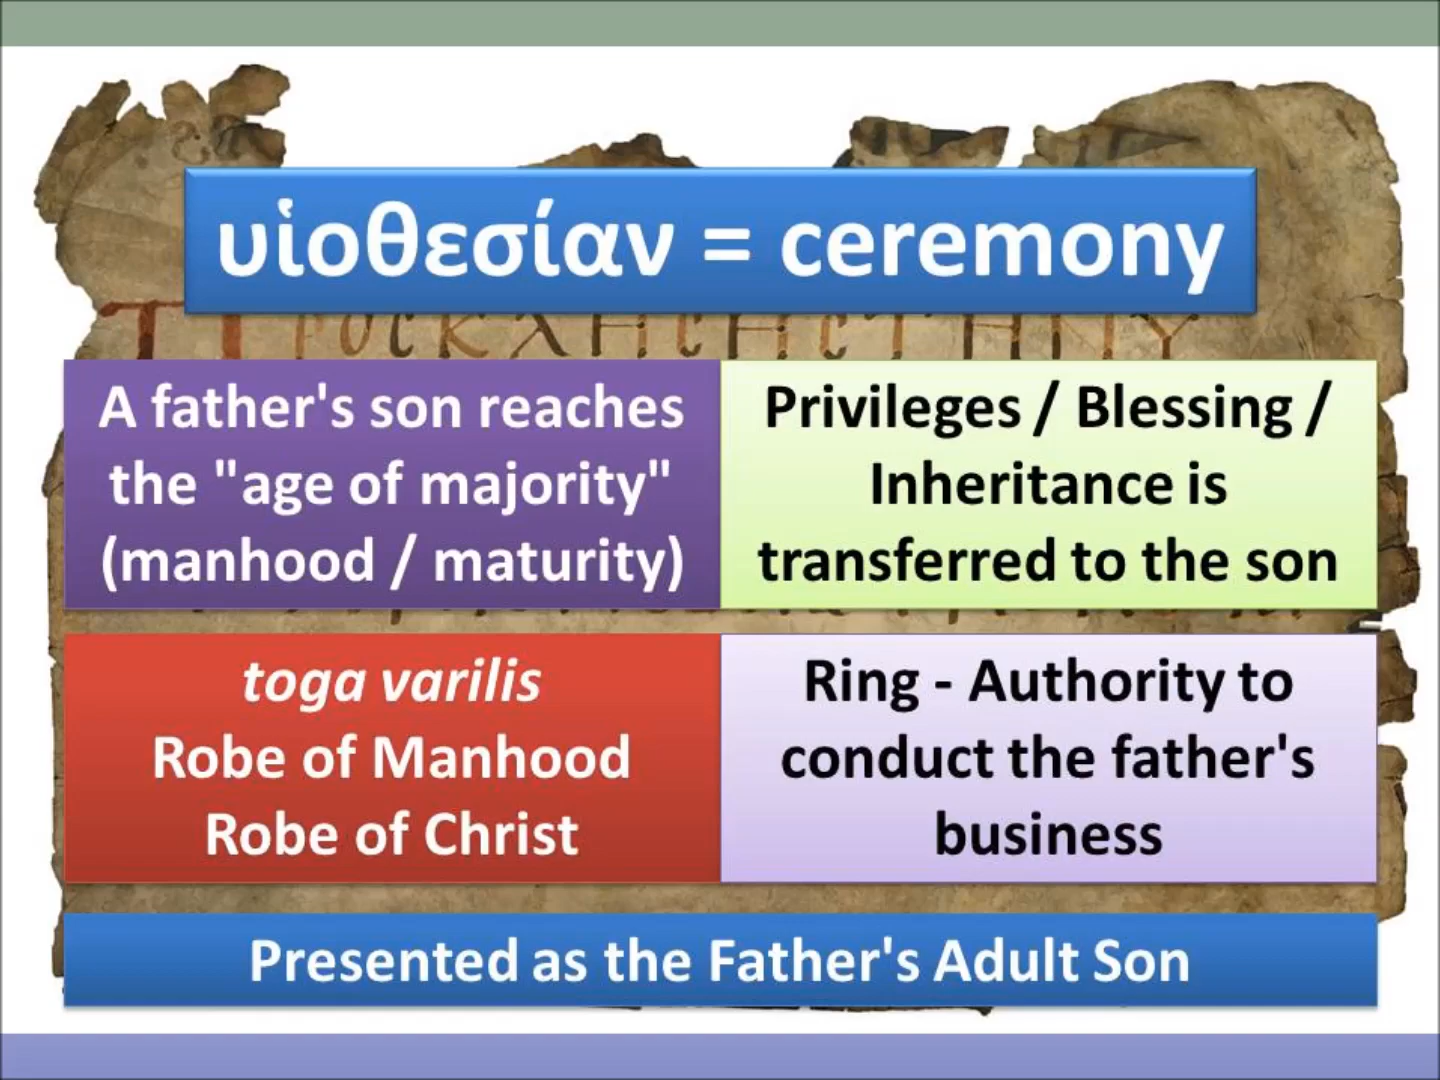 υἱοθεσίαν = ceremony
A father's son reaches
the "age of majority"
(manhood / maturity)
Privileges / Blessing /
Inheritance is
transferred to the son
toga varilis
Robe of Manhood
Robe of Christ
Ring - Authority to
conduct the father's
business
Presented as the Father's Adult Son